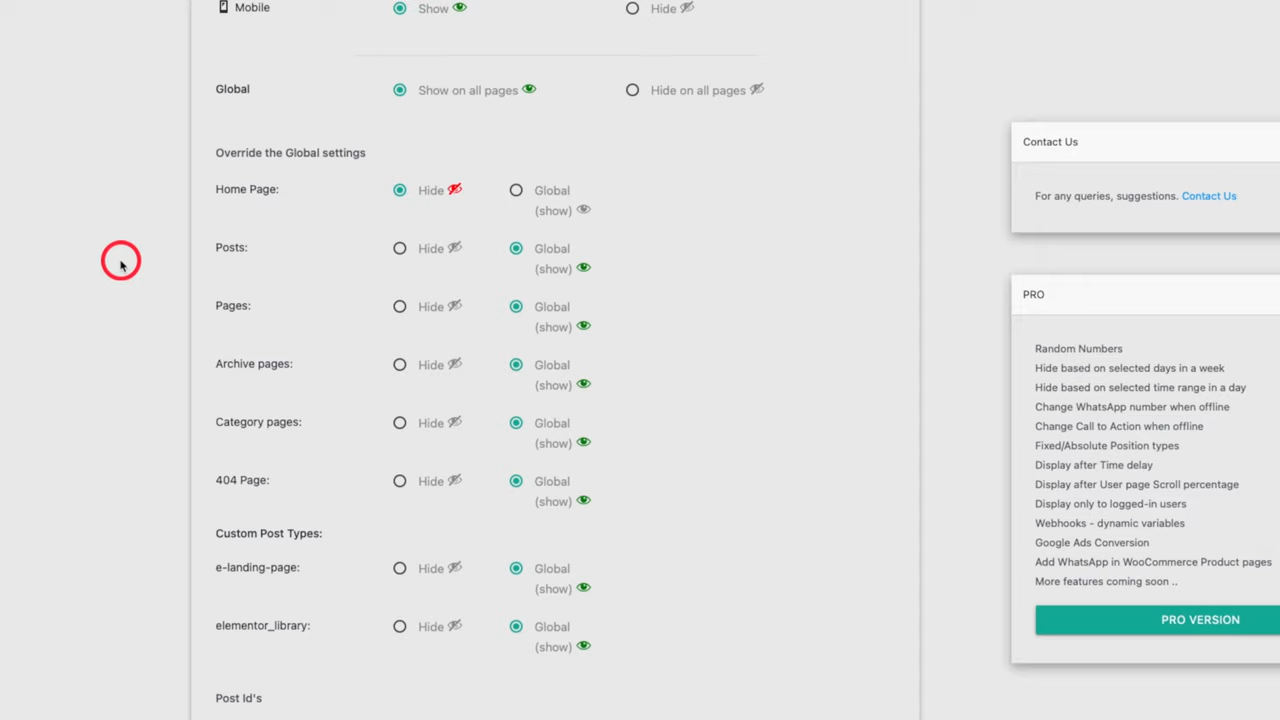 Mobile Show Hide
Global Show on all pages Hide on all pages
Override the Global settings
Home Page: Hide Global
(show)
Posts: Hide Global
(show)
Pages: Hide Global
(show)
Archive pages: Hide Global
(show)
Category pages: Hide Global
(show)
404 Page: Hide Global
(show)
Custom Post Types:
e-landing-page: Hide Global
(show)
elementor_library: Hide Global
(show)
Post Id's
Contact Us
For any queries, suggestions. Contact Us
PRO
Random Numbers
Hide based on selected days in a week
Hide based on selected time range in a day
Change WhatsApp number when offline
Change Call to Action when offline
Fixed/Absolute Position types
Display after Time delay
Display after User page Scroll percentage
Display only to logged-in users
Webhooks - dynamic variables
Google Ads Conversion
Add WhatsApp in WooCommerce Product pages
More features coming soon ..
PRO VERSION